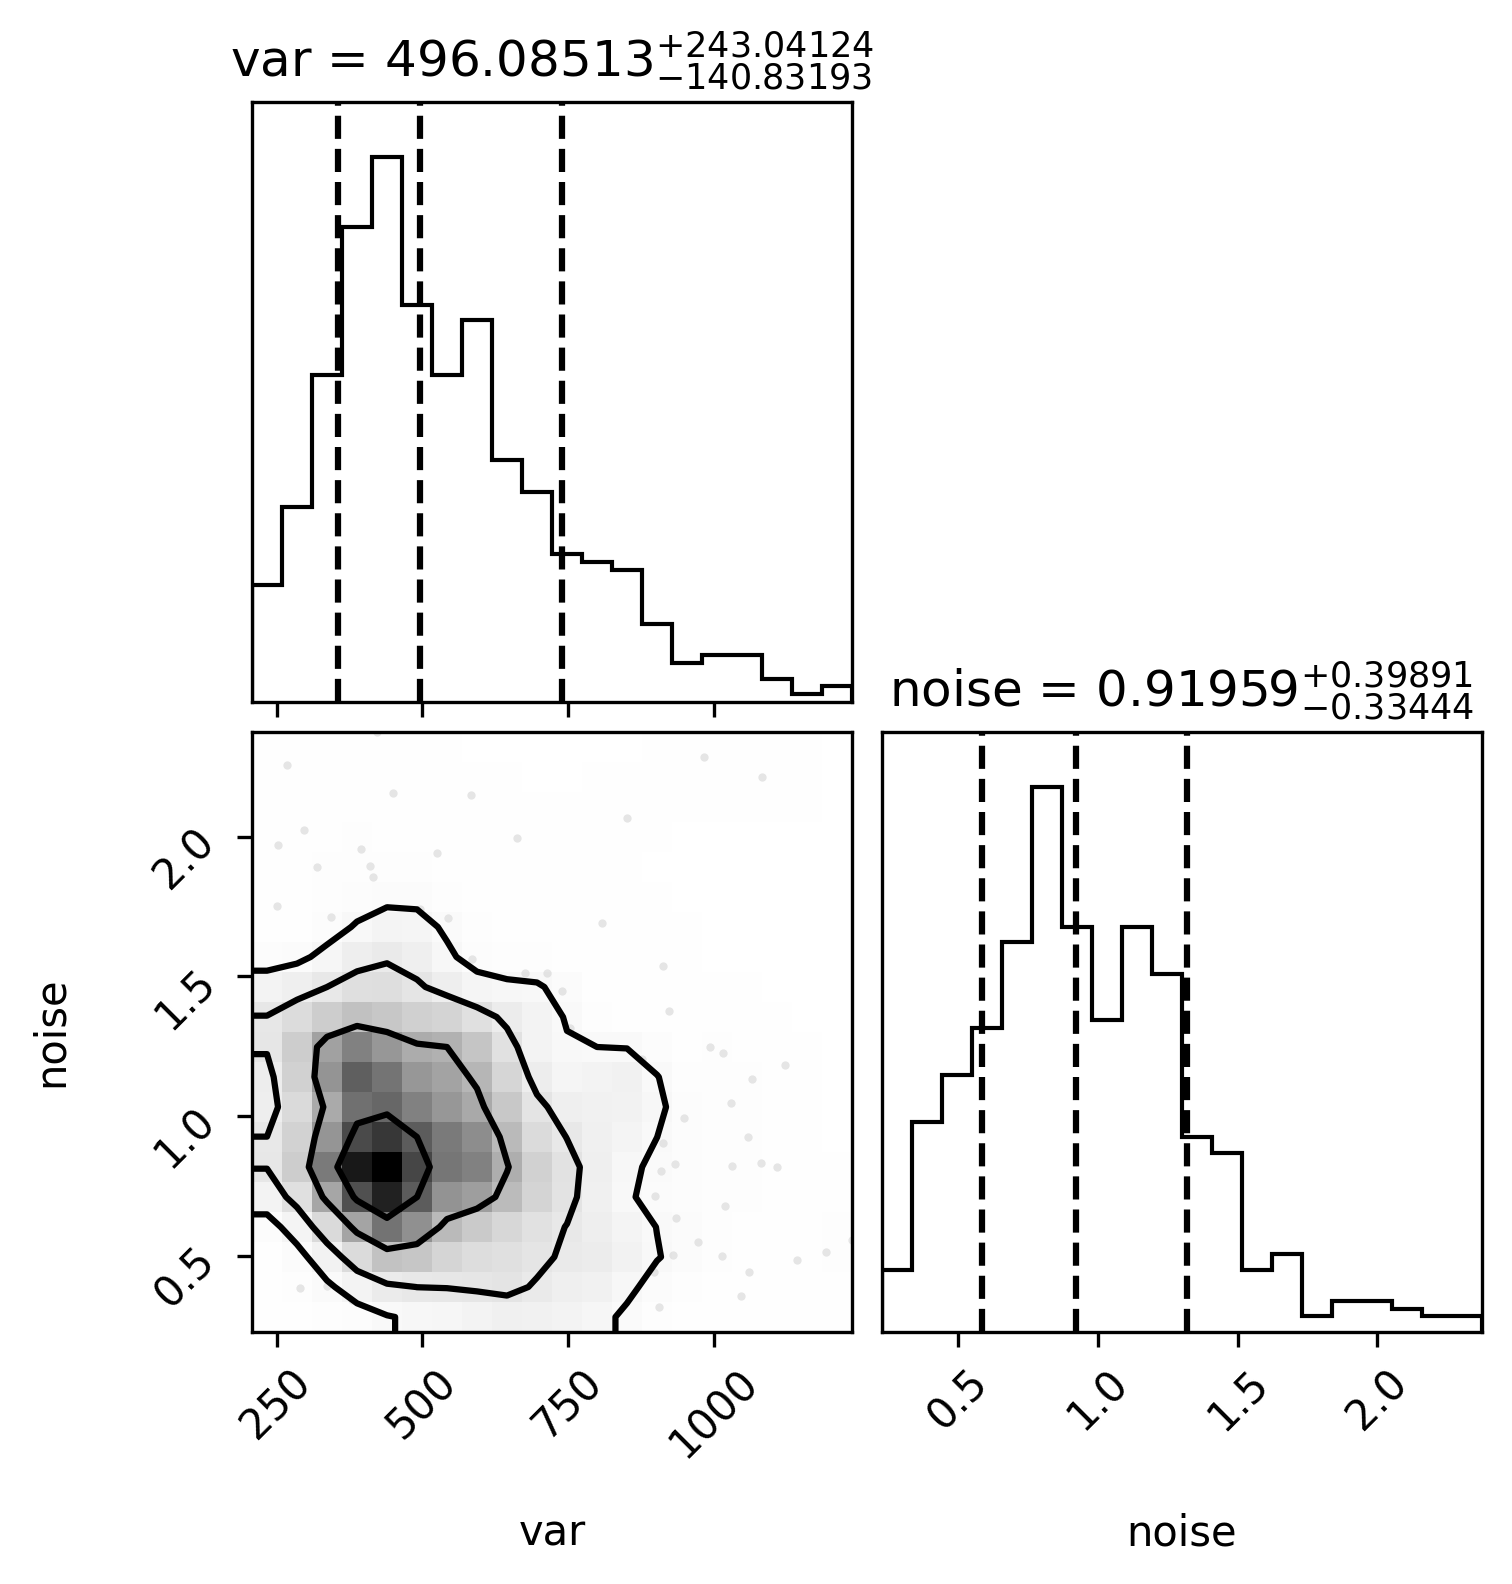 var = 496.08513+243.04124−140.83193
noise = 0.91959+0.39891−0.33444
noise
2.0
1.5
1.0
0.5
250 500 750 1000
0.5 1.0 1.5 2.0
var
noise